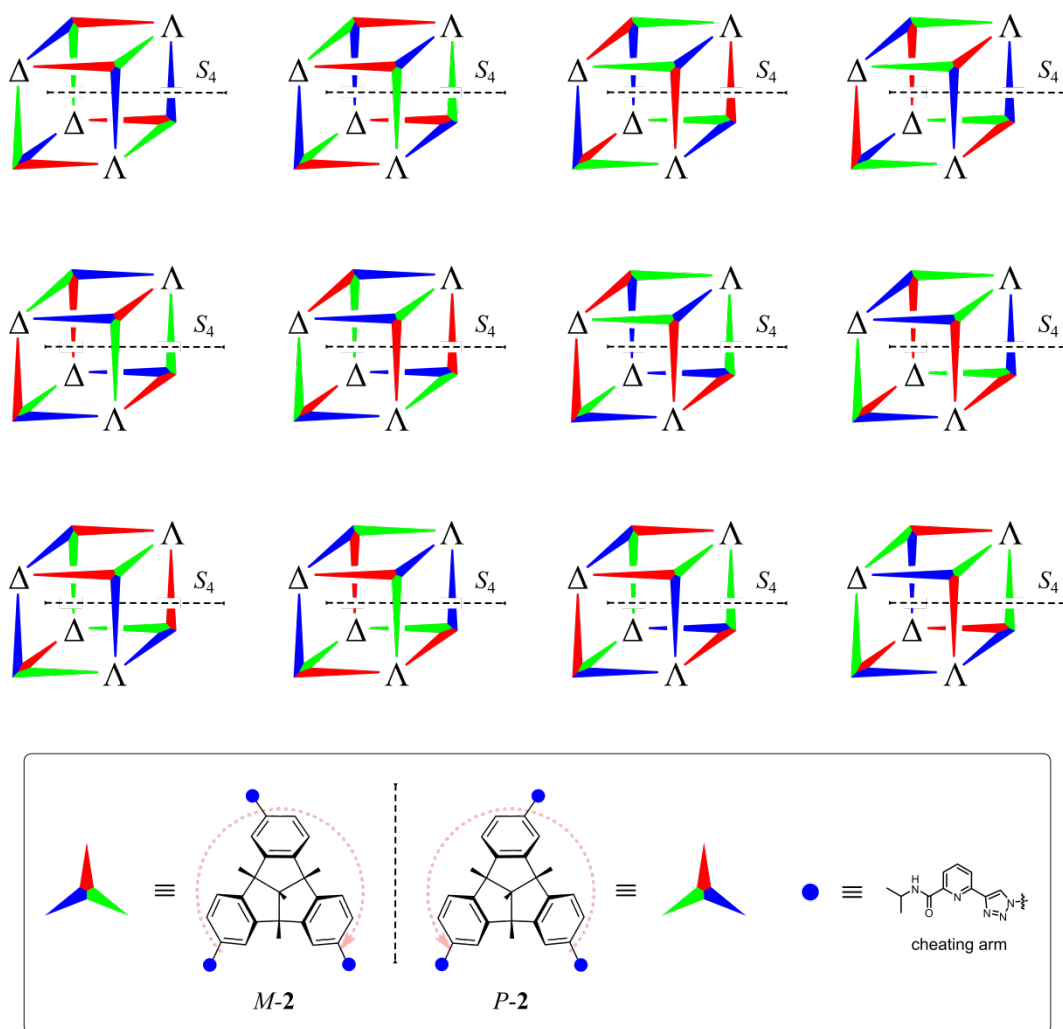 Λ Λ Λ Λ
Δ S₄ Δ S₄ Δ S₄ Δ S₄
Δ Δ Δ Δ
Λ Λ Λ Λ
Λ Λ Λ Λ
Δ S₄ Δ S₄ Δ S₄ Δ S₄
Δ Δ Δ Δ
Λ Λ Λ Λ
Λ Λ Λ Λ
Δ S₄ Δ S₄ Δ S₄ Δ S₄
Δ Δ Δ Δ
Λ Λ Λ Λ
≡ ≡ ≡
H
N N N
O N=N
cheating arm
M-2 P-2